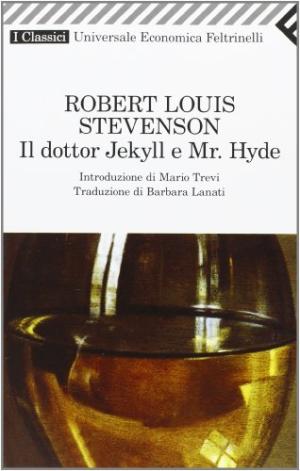 I Classici Universale Economica Feltrinelli
ROBERT LOUIS
STEVENSON
Il dottor Jekyll e Mr. Hyde
Introduzione di Mario Trevi
Traduzione di Barbara Lanati